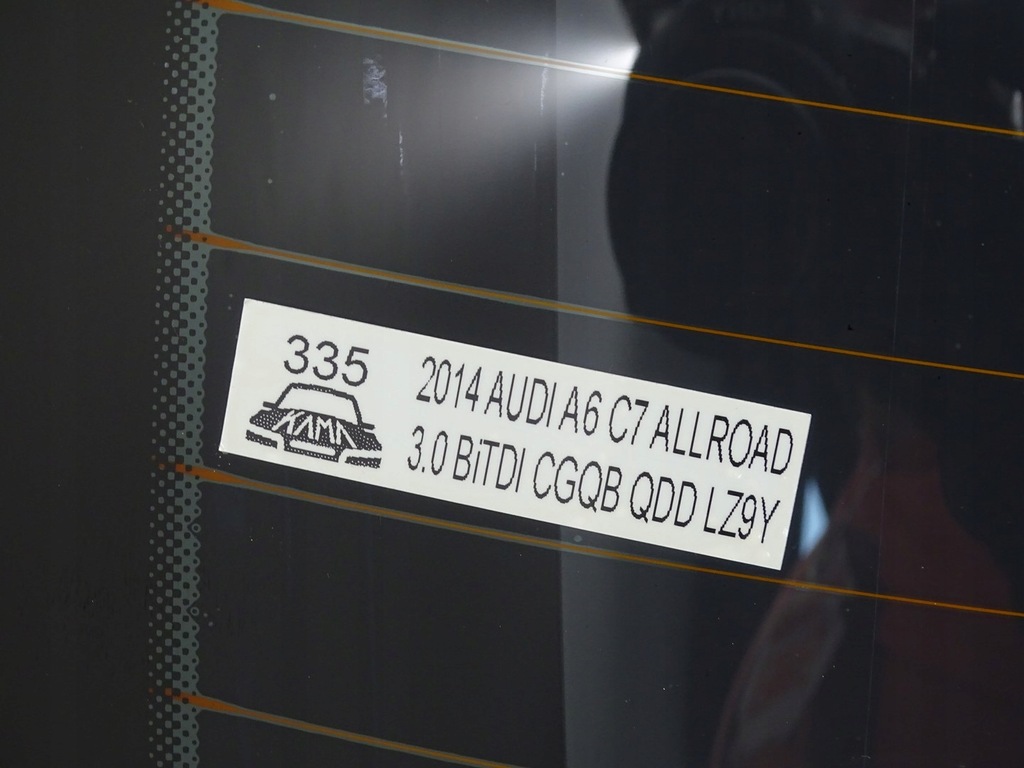 335
KAMA
2014 AUDI A6 C7 ALLROAD
3.0 BiTDI CGQB QDD LZ9Y